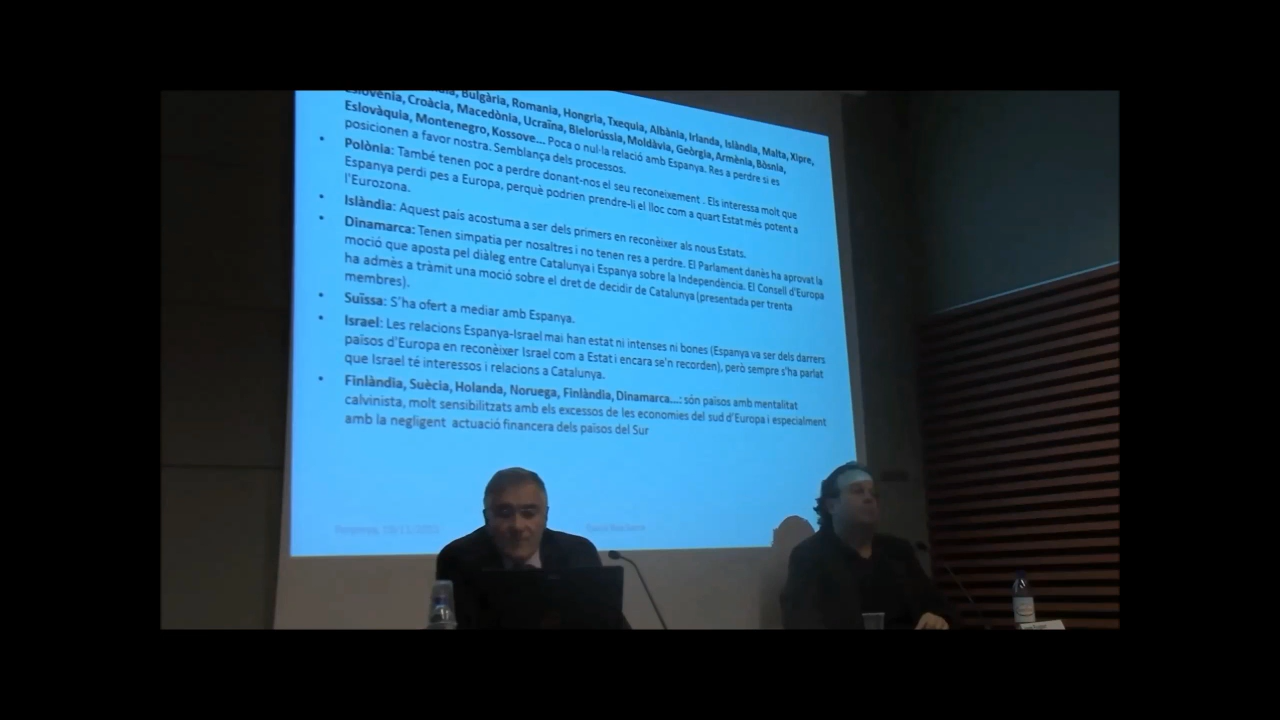 Bulgària, Romania, Hongria, Txequia, Albània, Irlanda, Islàndia, Malta, Xipre,
Eslovènia, Croàcia, Macedònia, Ucraïna, Bielorússia, Moldàvia, Geòrgia, Armènia, Bòsnia,
Eslovàquia, Montenegro, Kossove... Poca o nul·la relació amb Espanya. Res a perdre si es
posicionen a favor nostra. Semblança dels processos.
• Polònia: També tenen poc a perdre donant-nos el seu reconeixement . Els interessa molt que
Espanya perdi pes a Europa, perquè podrien prendre-li el lloc com a quart Estat més potent a
l'Eurozona.
• Islàndia: Aquest país acostuma a ser dels primers en reconèixer als nous Estats.
• Dinamarca: Tenen simpatia per nosaltres i no tenen res a perdre. El Parlament danès ha aprovat la
moció que aposta pel diàleg entre Catalunya i Espanya sobre la Independència. El Consell d'Europa
ha admès a tràmit una moció sobre el dret de decidir de Catalunya (presentada per trenta
membres).
• Suïssa: S'ha ofert a mediar amb Espanya.
• Israel: Les relacions Espanya-Israel mai han estat ni intenses ni bones (Espanya va ser dels darrers
països d'Europa en reconèixer Israel com a Estat i encara se'n recorden), però sempre s'ha parlat
que Israel té interessos i relacions a Catalunya.
• Finlàndia, Suècia, Holanda, Noruega, Finlàndia, Dinamarca...: són països amb mentalitat
calvinista, molt sensibilitzats amb els excessos de les economies del sud d'Europa i especialment
amb la negligent actuació financera dels països del Sur